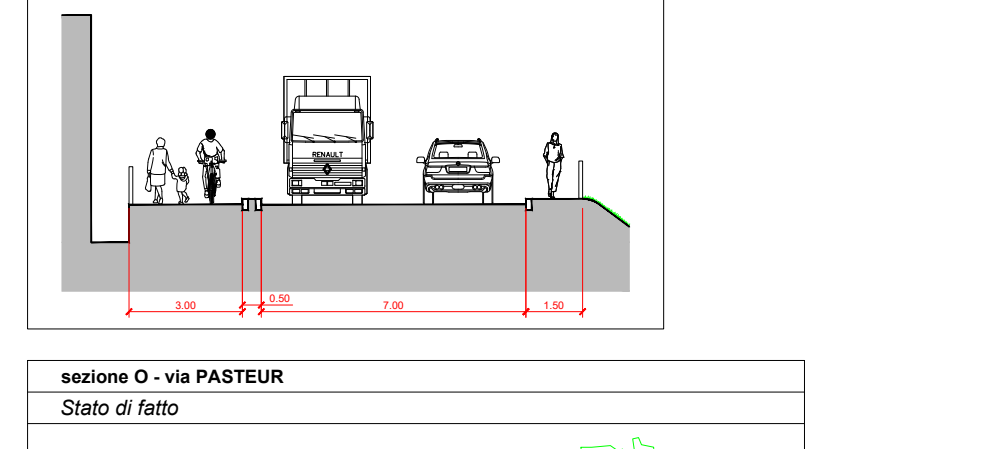 RENAULT
0.50
3.00
7.00
1.50
sezione O - via PASTEUR
Stato di fatto